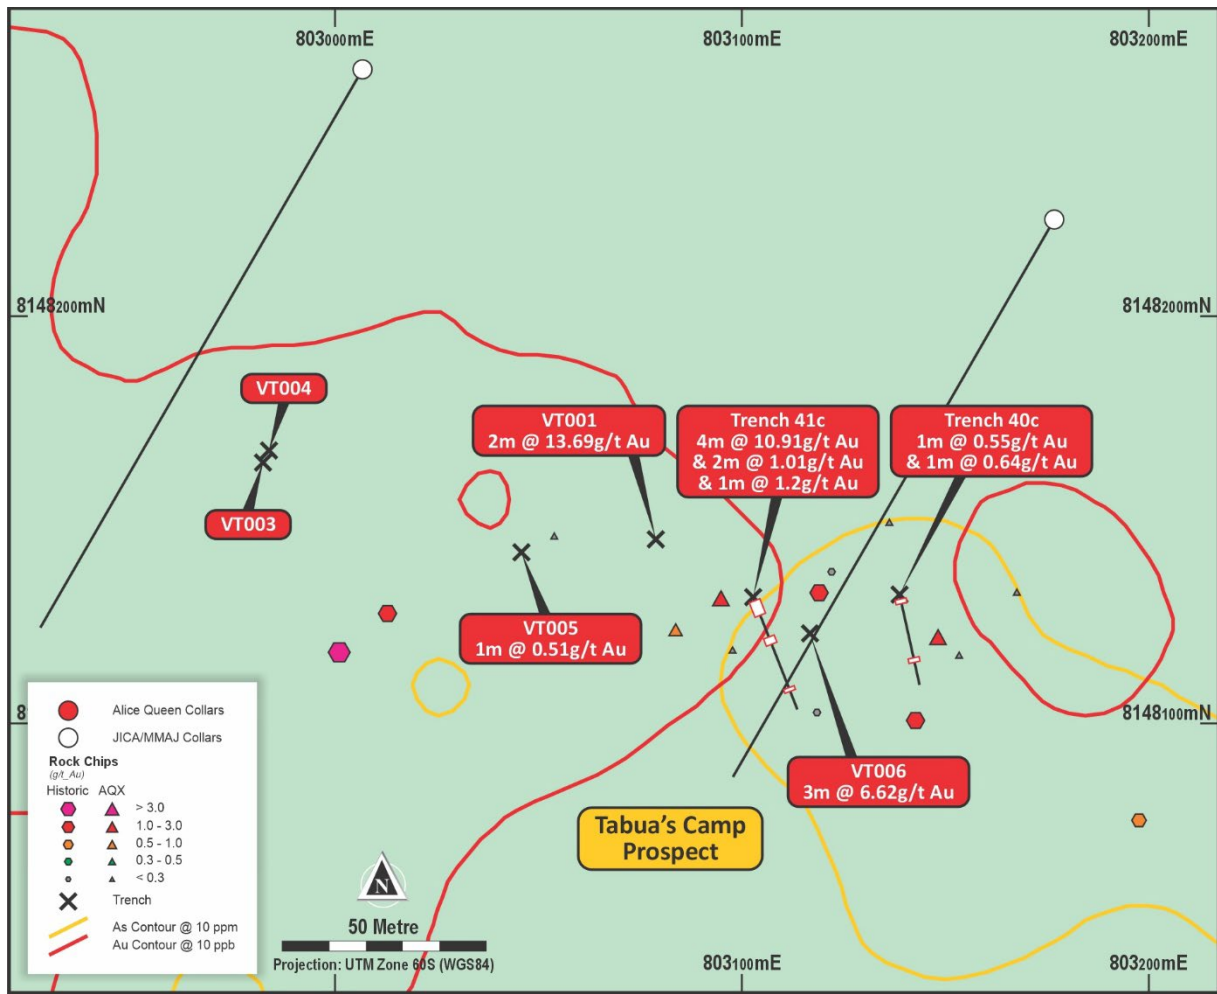 803000mE
803100mE
803200mE
8148200mN
8148200mN
VT004
VT003
VT001
2m @ 13.69g/t Au
Trench 41c
4m @ 10.91g/t Au
& 2m @ 1.01g/t Au
& 1m @ 1.2g/t Au
Trench 40c
1m @ 0.55g/t Au
& 1m @ 0.64g/t Au
VT005
1m @ 0.51g/t Au
8
8148100mN
VT006
3m @ 6.62g/t Au
Tabua's Camp
Prospect
Alice Queen Collars
JICA/MMAJ Collars
Rock Chips
(g/t_Au)
Historic AQX
> 3.0
1.0 - 3.0
0.5 - 1.0
0.3 - 0.5
< 0.3
Trench
As Contour @ 10 ppm
Au Contour @ 10 ppb
N
50 Metre
Projection: UTM Zone 60S (WGS84)
803100mE
803200mE